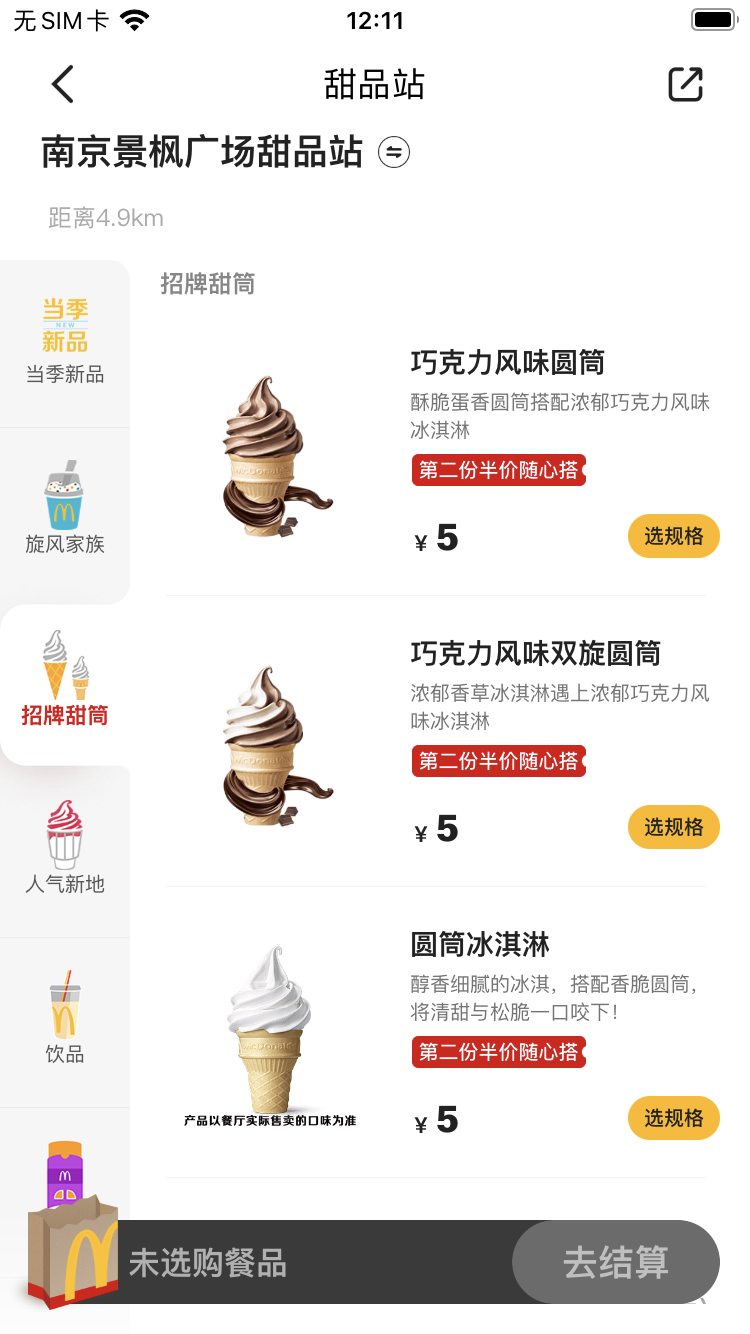 无SIM卡
12:11
甜品站
南京景枫广场甜品站
距离4.9km
招牌甜筒
当季
NEW
新品
当季新品
旋风家族
招牌甜筒
人气新地
饮品
巧克力风味圆筒
酥脆蛋香圆筒搭配浓郁巧克力风味
冰淇淋
第二份半价随心搭
¥ 5
选规格
巧克力风味双旋圆筒
浓郁香草冰淇淋遇上浓郁巧克力风
味冰淇淋
第二份半价随心搭
¥ 5
选规格
圆筒冰淇淋
醇香细腻的冰淇，搭配香脆圆筒，
将清甜与松脆一口咬下！
第二份半价随心搭
产品以餐厅实际售卖的口味为准
¥ 5
选规格
未选购餐品
去结算